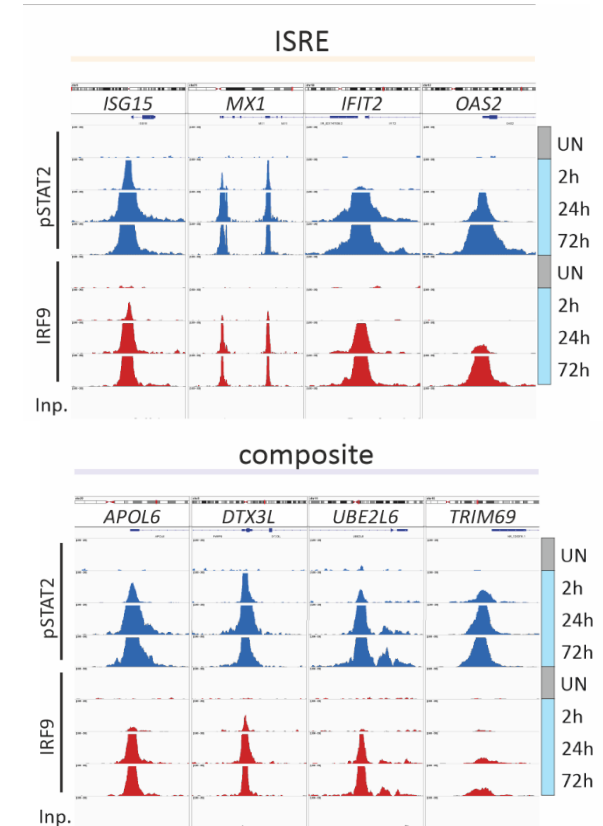 ISRE
ISG15 MX1 IFIT2 OAS2
pSTAT2
UN
2h
24h
72h
IRF9
UN
2h
24h
72h
Inp.
composite
APOL6 DTX3L UBE2L6 TRIM69
pSTAT2
UN
2h
24h
72h
IRF9
UN
2h
24h
72h
Inp.